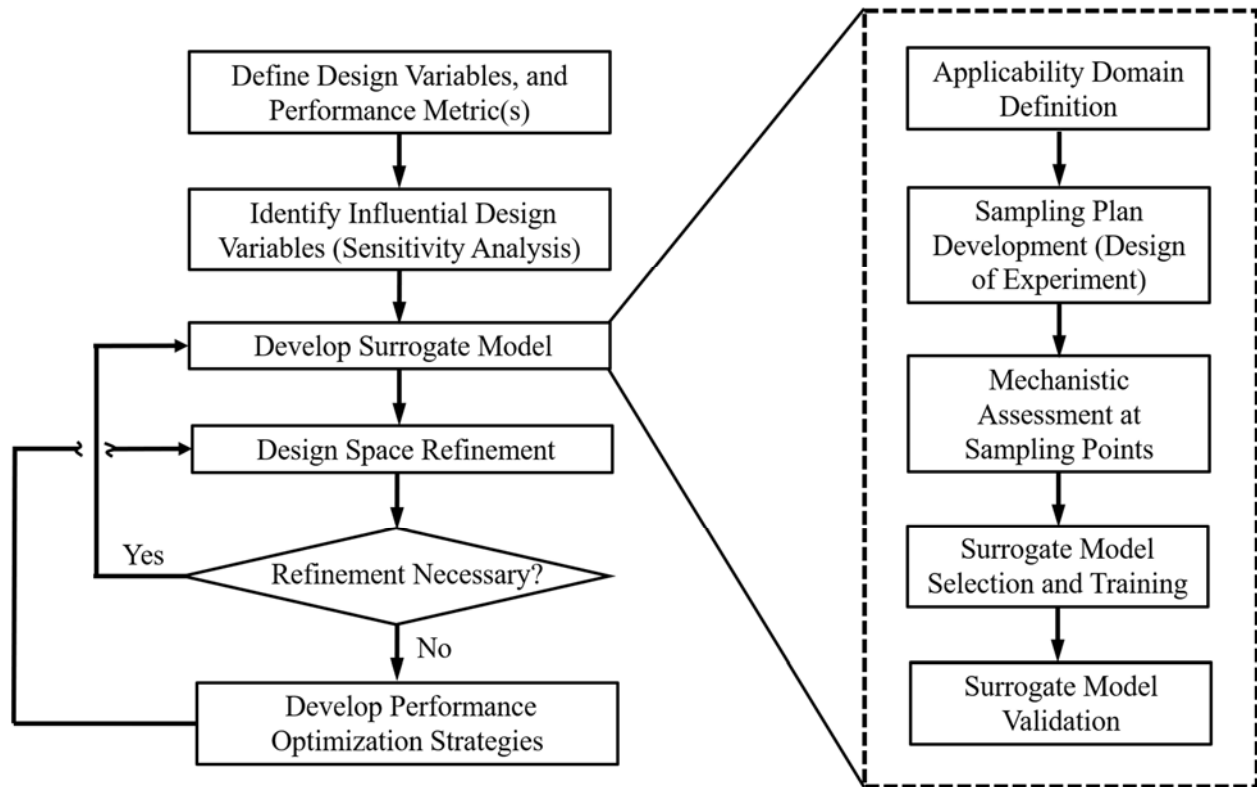 Define Design Variables, and
Performance Metric(s)
Identify Influential Design
Variables (Sensitivity Analysis)
Develop Surrogate Model
Design Space Refinement
Yes
Refinement Necessary?
No
Develop Performance
Optimization Strategies
Applicability Domain
Definition
Sampling Plan
Development (Design
of Experiment)
Mechanistic
Assessment at
Sampling Points
Surrogate Model
Selection and Training
Surrogate Model
Validation